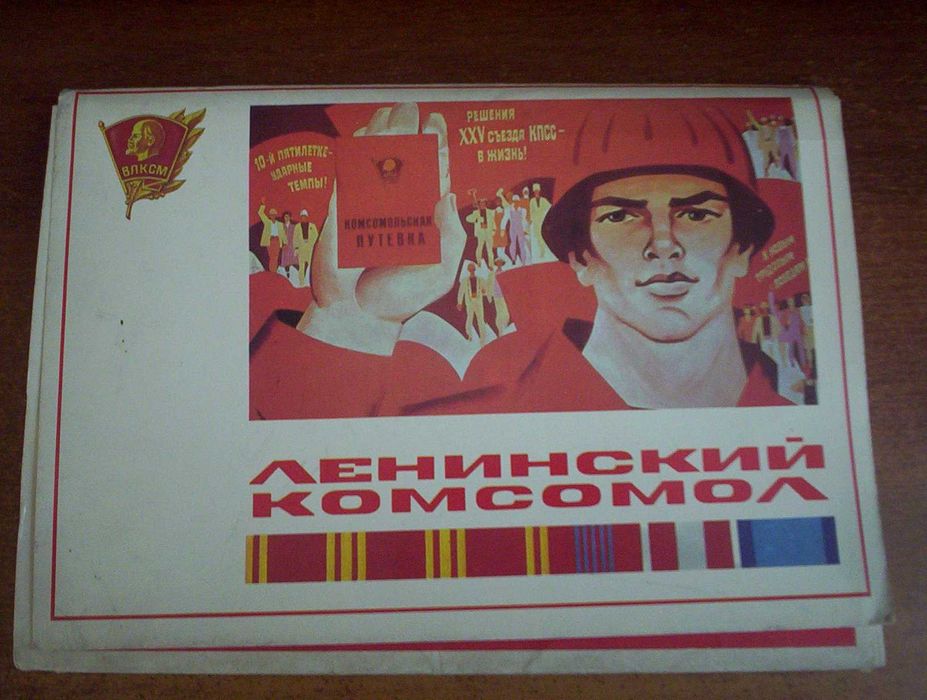 ВЛКСМ
10-Й ПЯТИЛЕТКЕ-
УДАРНЫЕ
ТЕМПЫ!
КОМСОМОЛЬСКАЯ
ПУТЕВКА
РЕШЕНИЯ
XXV СЪЕЗДА КПСС-
В ЖИЗНЬ!
ЛЕНИНСКИЙ
КОМСОМОЛ